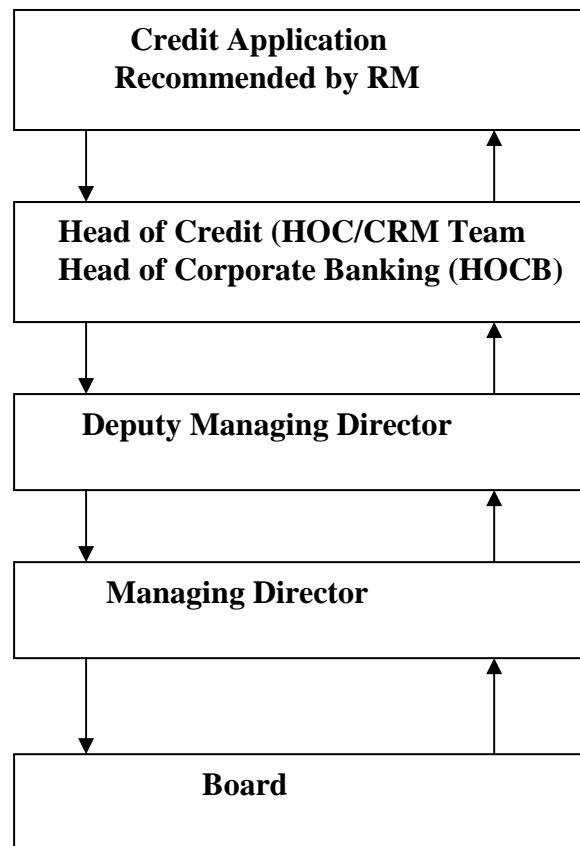 Credit Application
Recommended by RM
Head of Credit (HOC/CRM Team
Head of Corporate Banking (HOCB)
Deputy Managing Director
Managing Director
Board